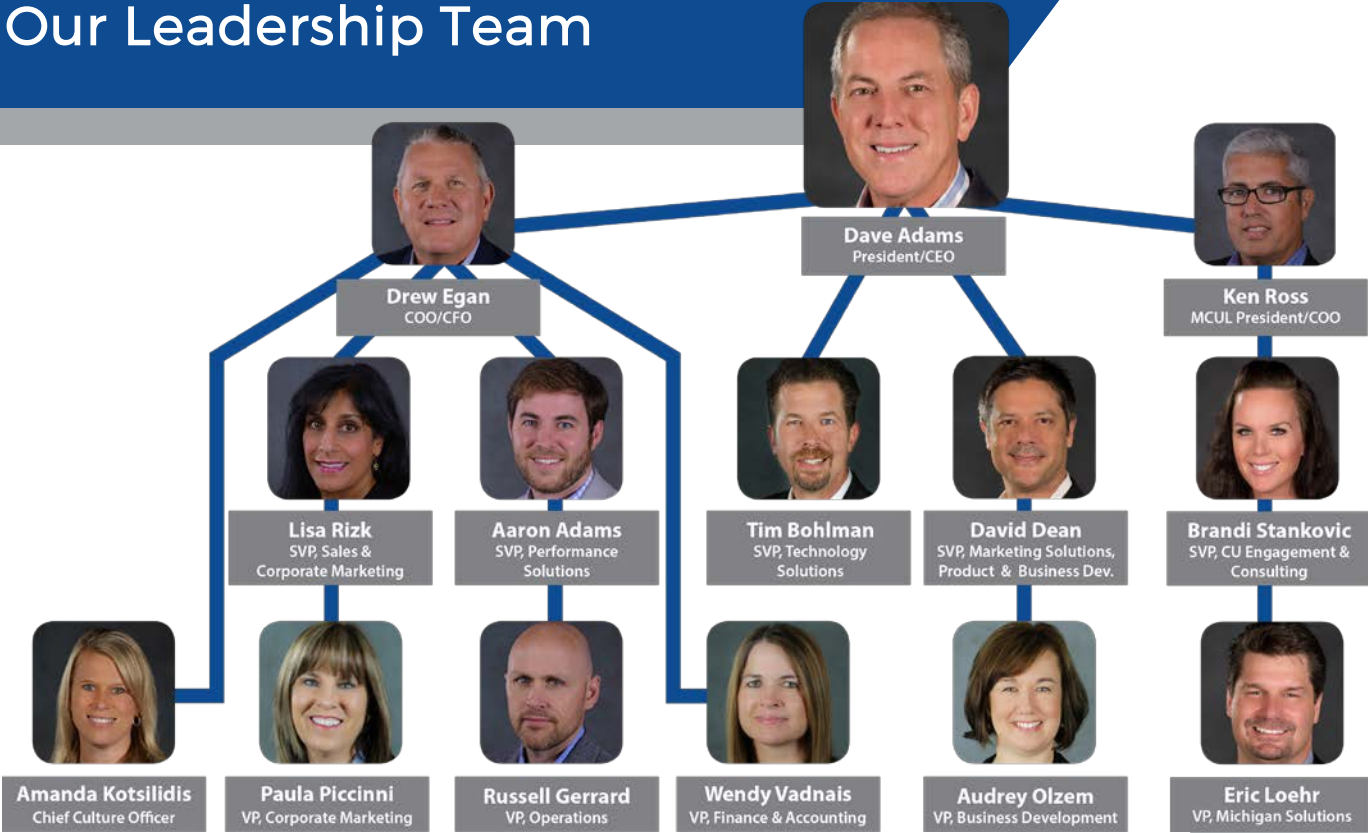 Our Leadership Team
Dave Adams
President/CEO
Drew Egan
COO/CFO
Ken Ross
MCUL President/COO
Lisa Rizk
SVP, Sales &
Corporate Marketing
Aaron Adams
SVP, Performance
Solutions
Tim Bohlman
SVP, Technology
Solutions
David Dean
SVP, Marketing Solutions,
Product & Business Dev.
Brandi Stankovic
SVP, CU Engagement &
Consulting
Amanda Kotsilidis
Chief Culture Officer
Paula Piccinni
VP, Corporate Marketing
Russell Gerrard
VP, Operations
Wendy Vadnais
VP, Finance & Accounting
Audrey Olzem
VP, Business Development
Eric Loehr
VP, Michigan Solutions